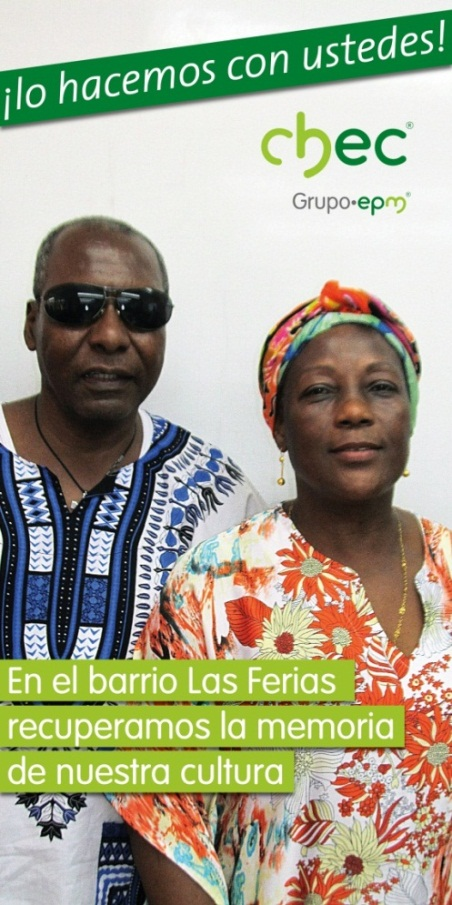 ¡lo hacemos con ustedes!
chec®
Grupo•epm®
En el barrio Las Ferias
recuperamos la memoria
de nuestra cultura